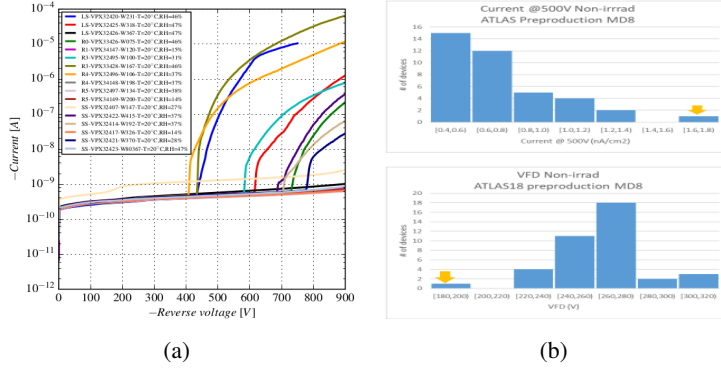 10⁻⁴
10⁻⁵
10⁻⁶
10⁻⁷
10⁻⁸
10⁻⁹
10⁻¹⁰
10⁻¹¹
10⁻¹²
−Current [A]
LS-VPX32420-W231-T=20°C,RH=46%
LS-VPX32425-W318-T=20°C,RH=47%
LS-VPX32426-W367-T=20°C,RH=47%
R0-VPX33426-W075-T=20°C,RH=46%
R1-VPX34147-W120-T=20°C,RH=15%
R3-VPX32495-W100-T=20°C,RH=31%
R3-VPX33428-W167-T=20°C,RH=46%
R4-VPX32496-W106-T=20°C,RH=37%
R4-VPX34148-W198-T=20°C,RH=37%
R5-VPX32497-W134-T=20°C,RH=38%
R5-VPX34149-W200-T=20°C,RH=14%
SS-VPX32407-W147-T=20°C,RH=27%
SS-VPX32422-W415-T=20°C,RH=37%
SS-VPX32414-W192-T=20°C,RH=37%
SS-VPX32417-W326-T=20°C,RH=14%
SS-VPX32421-W370-T=20°C,RH=28%
SS-VPX32423-W80367-T=20°C,RH=47%
0 100 200 300 400 500 600 700 800 900
−Reverse voltage [V]
(a)
Current @500V Non-irrrad
ATLAS Preproduction MD8
# of devices
16
14
12
10
8
6
4
2
0
[0.4,0.6) [0.6,0.8) [0.8,1.0) [1.0,1.2) [1.2,1.4) [1.4,1.6) [1.6,1.8)
Current @ 500V (nA/cm2)
VFD Non-irrad
ATLAS18 preproduction MD8
# of devices
20
18
16
14
12
10
8
6
4
2
0
[180,200) [200,220) [220,240) [240,260) [260,280) [280,300) [300,320)
VFD (V)
(b)